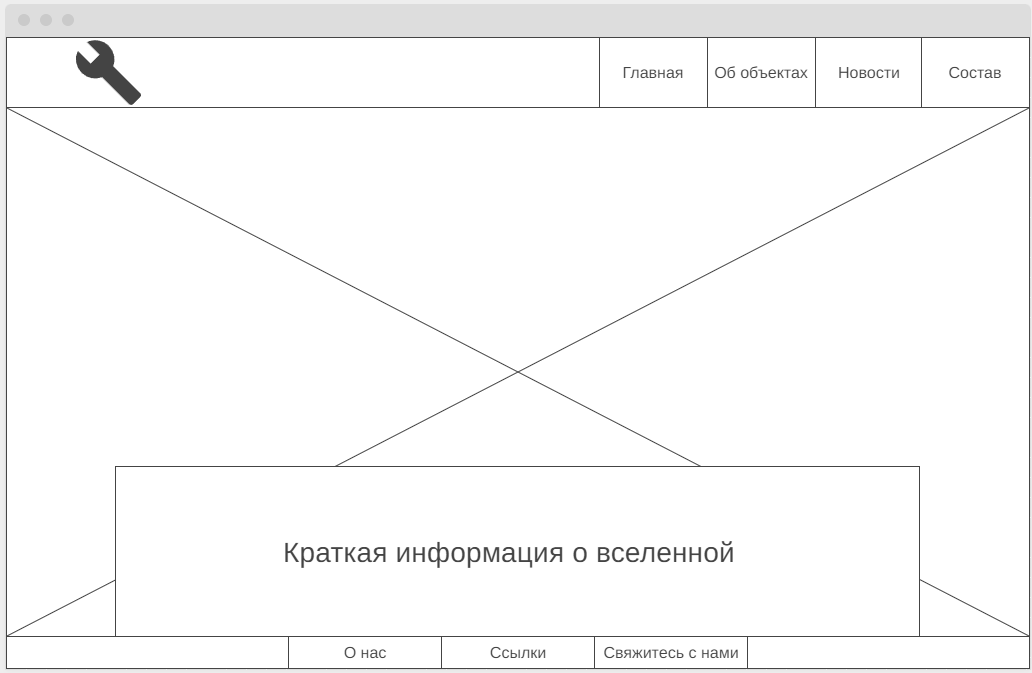 Главная
Об объектах
Новости
Состав
Краткая информация о вселенной
О нас
Ссылки
Свяжитесь с нами